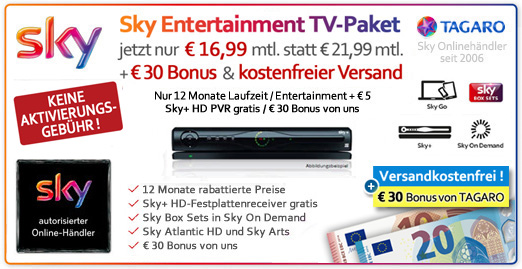 sky
Sky Entertainment TV-Paket
jetzt nur € 16,99 mtl. statt € 21,99 mtl.
+ € 30 Bonus & kostenfreier Versand
TAGARO
Sky Onlinehändler
seit 2006
KEINE
AKTIVIERUNGS-
GEBÜHR !
Nur 12 Monate Laufzeit / Entertainment + € 5
Sky+ HD PVR gratis / € 30 Bonus von uns
Sky Go
sky
BOX SETS
Sky+
Sky On Demand
Abbildungsbeispiel
sky
autorisierter
Online-Händler
12 Monate rabattierte Preise
Sky+ HD-Festplattenreceiver gratis
Sky Box Sets in Sky On Demand
Sky Atlantic HD und Sky Arts
€ 30 Bonus von uns
+
Versandkostenfrei !
€ 30 Bonus von TAGARO
20
10